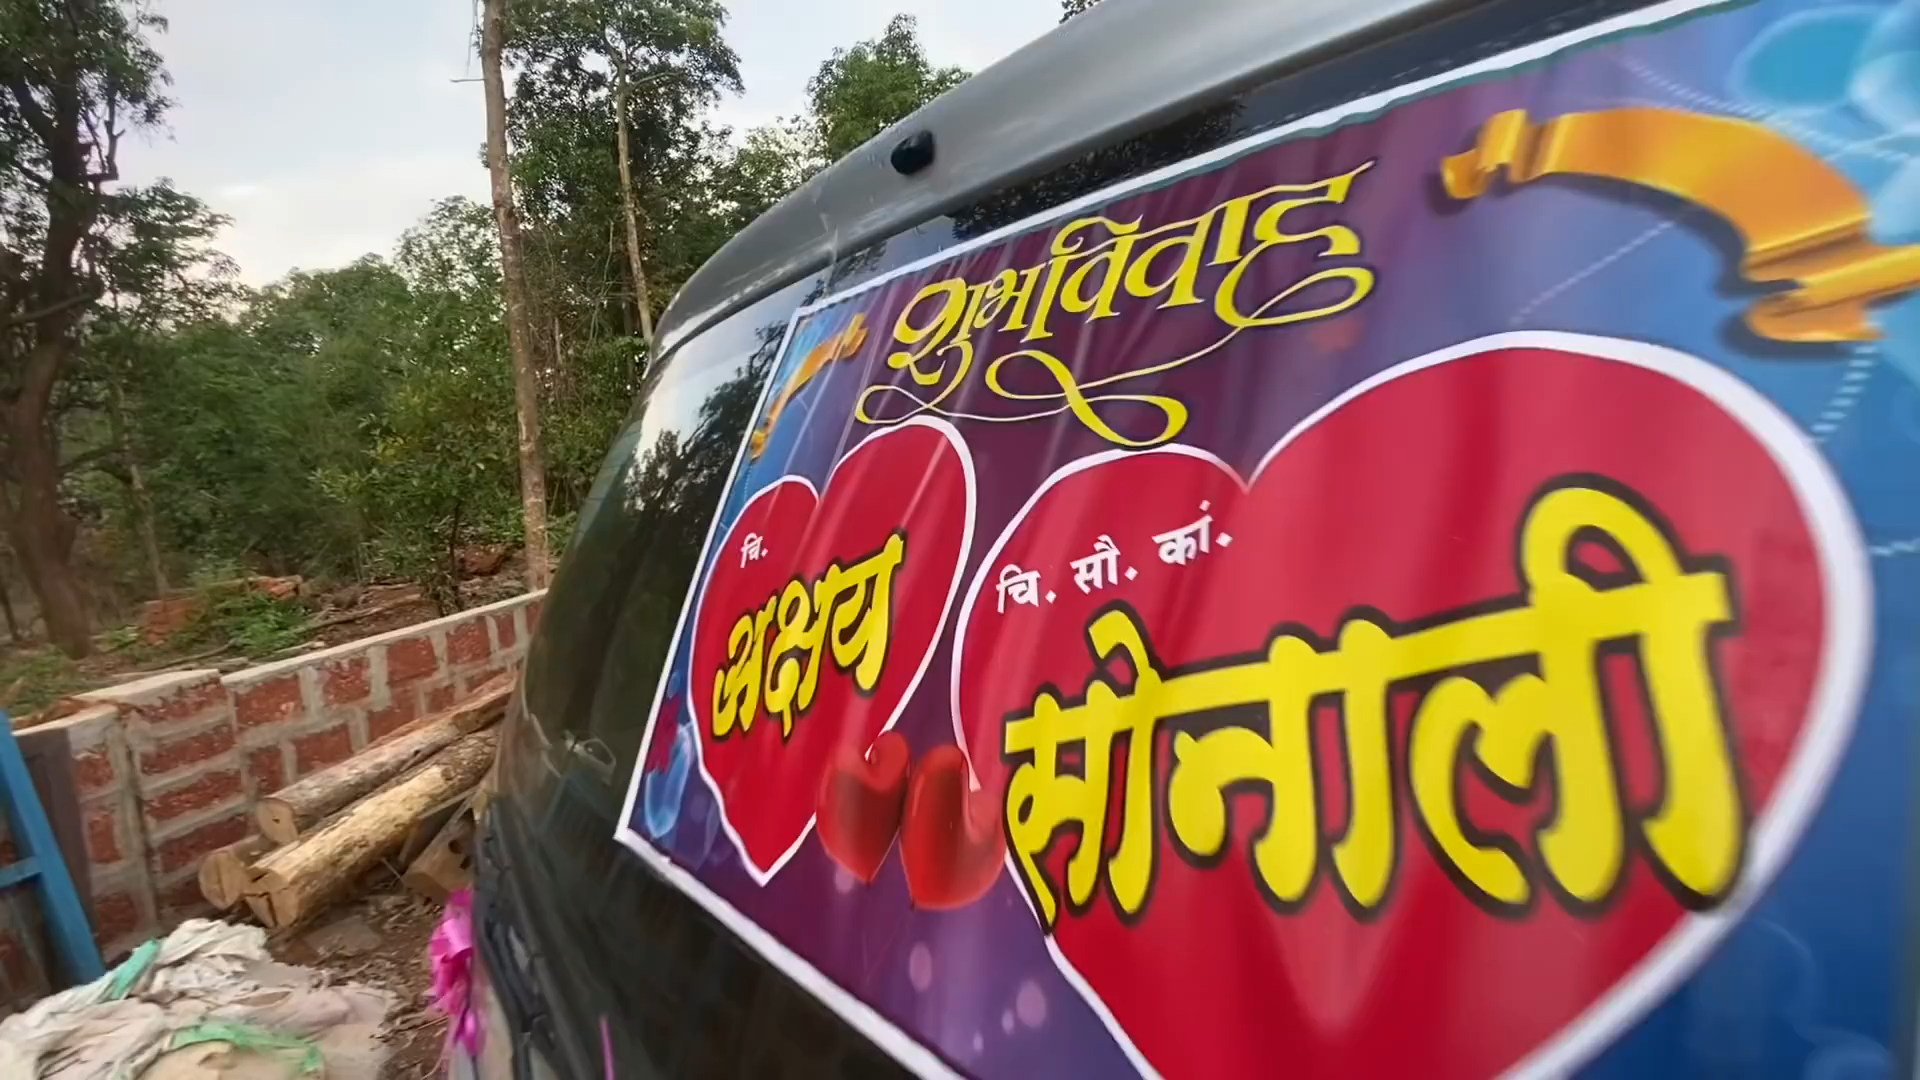 शुभविवाह
चि.
अक्षय
चि. सौ. कां.
सोनाली